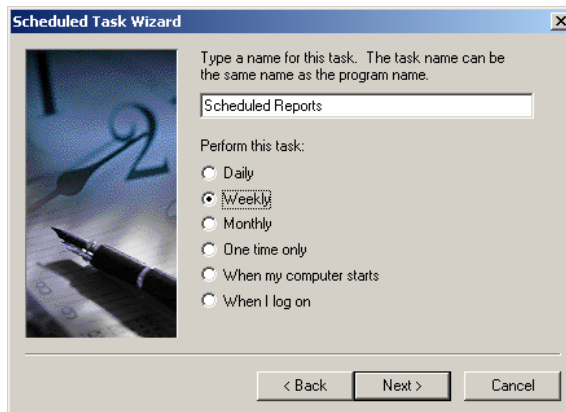 Scheduled Task Wizard
Type a name for this task. The task name can be
the same name as the program name.
Scheduled Reports
Perform this task:
Daily
Weekly
Monthly
One time only
When my computer starts
When I log on
< Back
Next >
Cancel